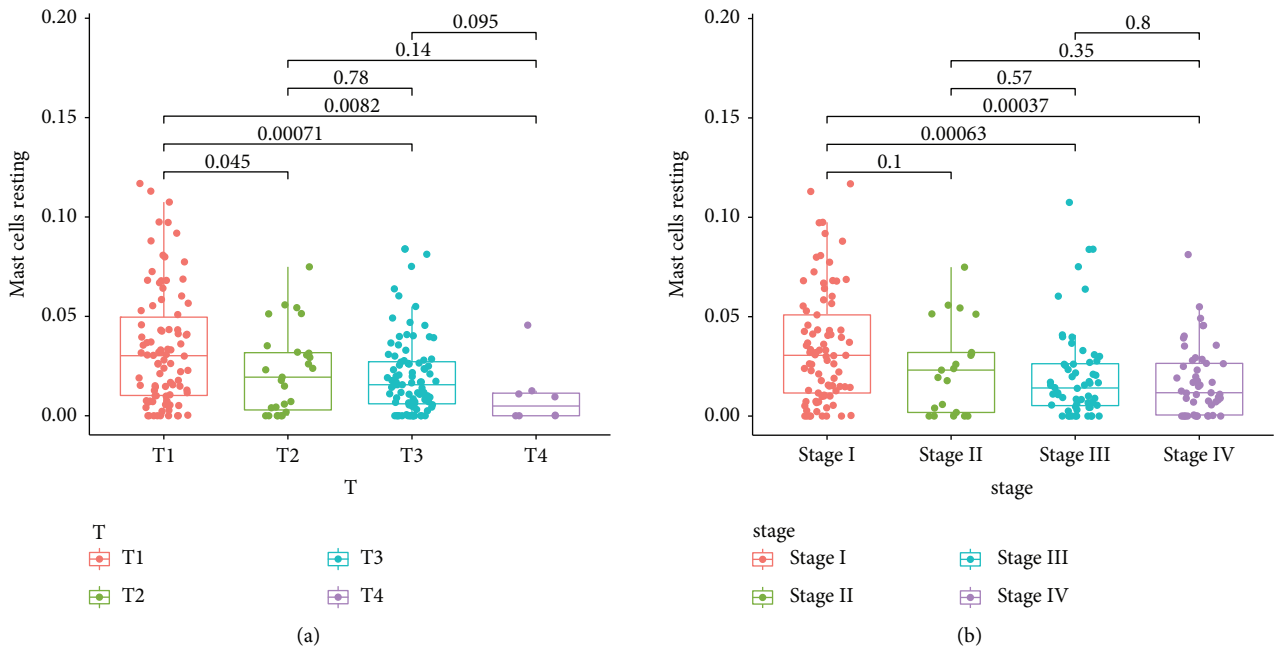 0.20
0.15
0.10
0.05
0.00
Mast cells resting
0.095
0.14
0.78
0.0082
0.00071
0.045
T1 T2 T3 T4
T
T
T1 T3
T2 T4
(a)
0.20
0.15
0.10
0.05
0.00
Mast cells resting
0.8
0.35
0.57
0.00037
0.00063
0.1
Stage I Stage II Stage III Stage IV
stage
stage
Stage I Stage III
Stage II Stage IV
(b)